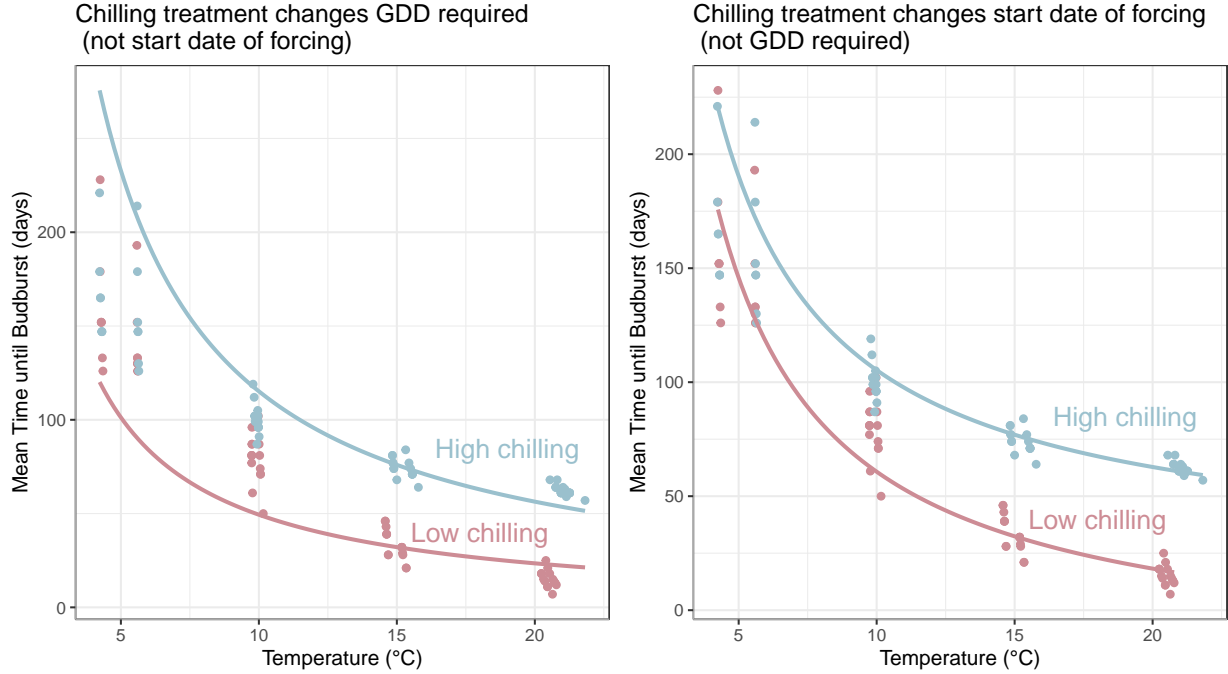 Chilling treatment changes GDD required
(not start date of forcing)
Mean Time until Budburst (days)
200
100
0
High chilling
Low chilling
5
10
15
20
Temperature (°C)
Chilling treatment changes start date of forcing
(not GDD required)
Mean Time until Budburst (days)
200
150
100
50
0
High chilling
Low chilling
5
10
15
20
Temperature (°C)